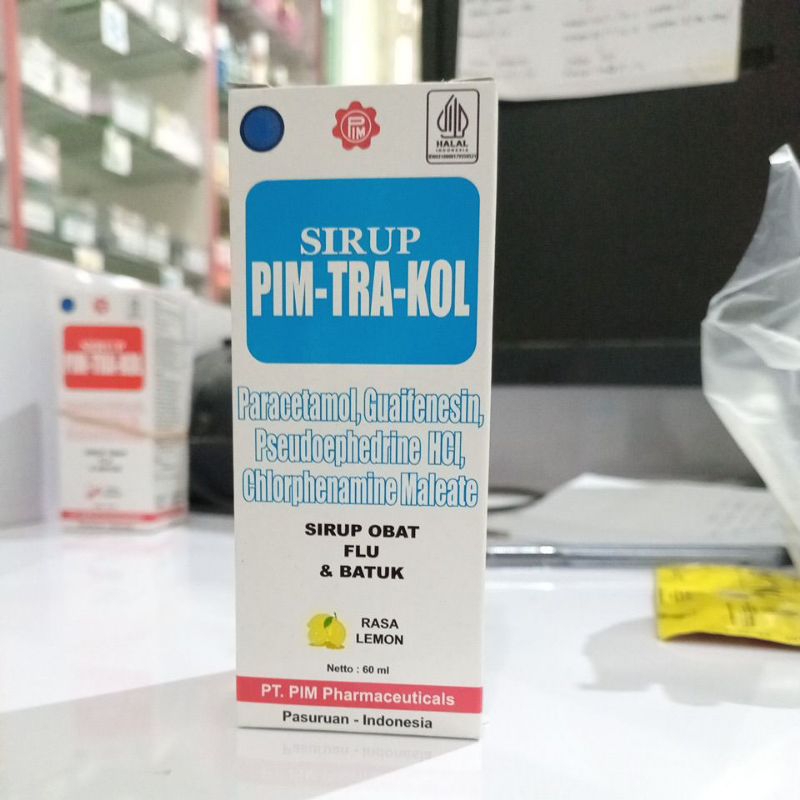 PIM
HALAL
INDONESIA
SIRUP
PIM-TRA-KOL
Paracetamol, Guaifenesin,
Pseudoephedrine HCl,
Chlorphenamine Maleate
SIRUP OBAT
FLU
& BATUK
RASA
LEMON
Netto : 60 ml
PT. PIM Pharmaceuticals
Pasuruan - Indonesia
PIM-TRA-KOL